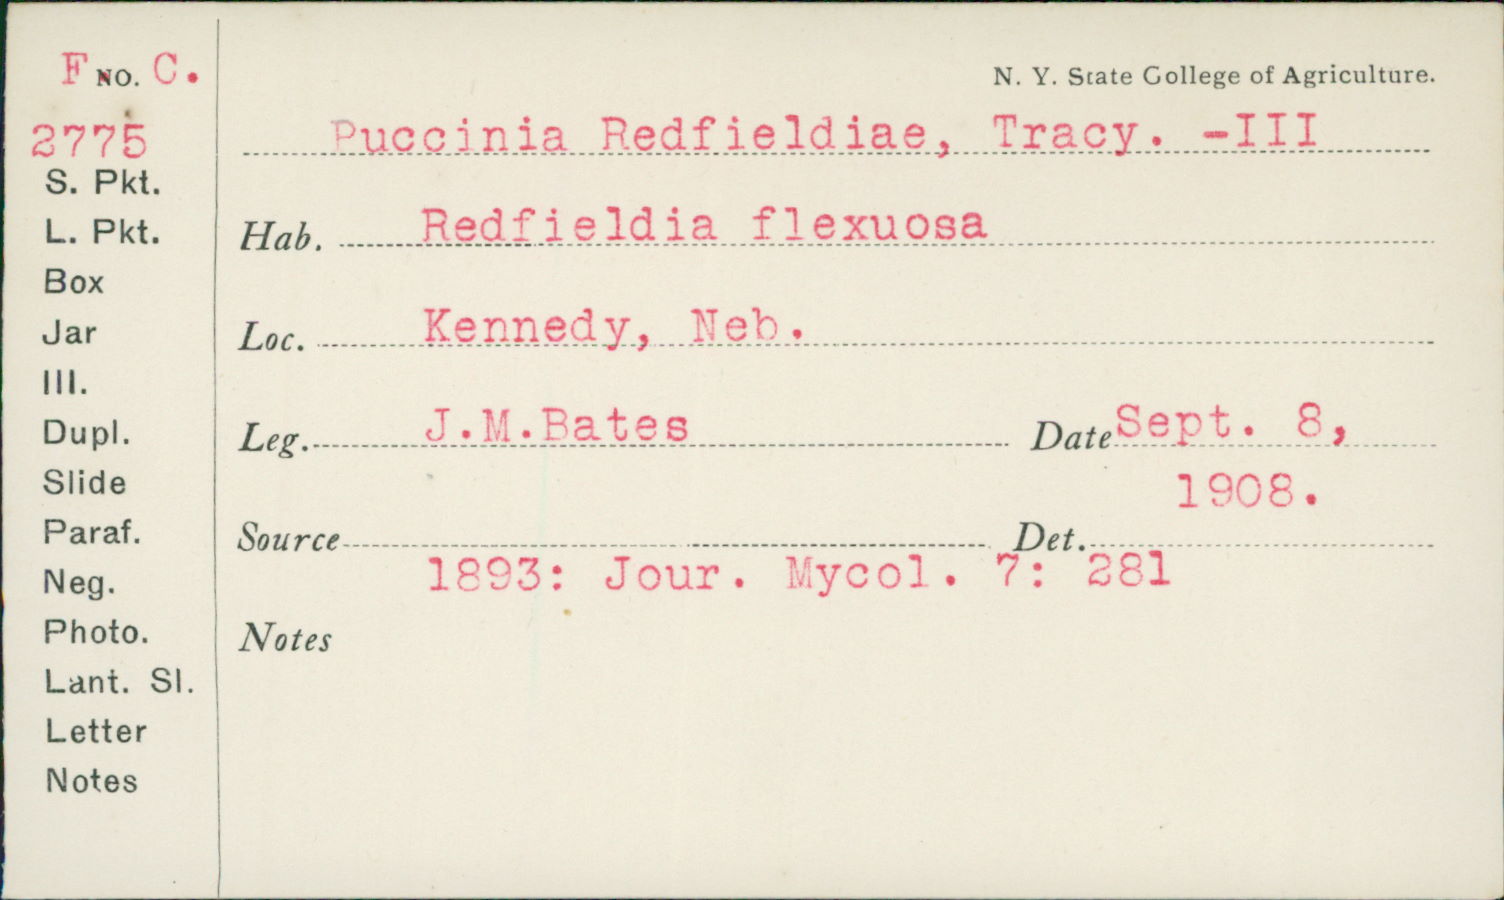 F NO. C.
2775
S. Pkt.
L. Pkt.
Box
Jar
Ill.
Dupl.
Slide
Paraf.
Neg.
Photo.
Lant. Sl.
Letter
Notes
N. Y. State College of Agriculture.
Puccinia Redfieldiae, Tracy. -III
Hab. Redfieldia flexuosa
Loc. Kennedy, Neb.
Leg. J.M.Bates Date Sept. 8,
1908.
Source Det.
1893: Jour. Mycol. 7: 281
Notes